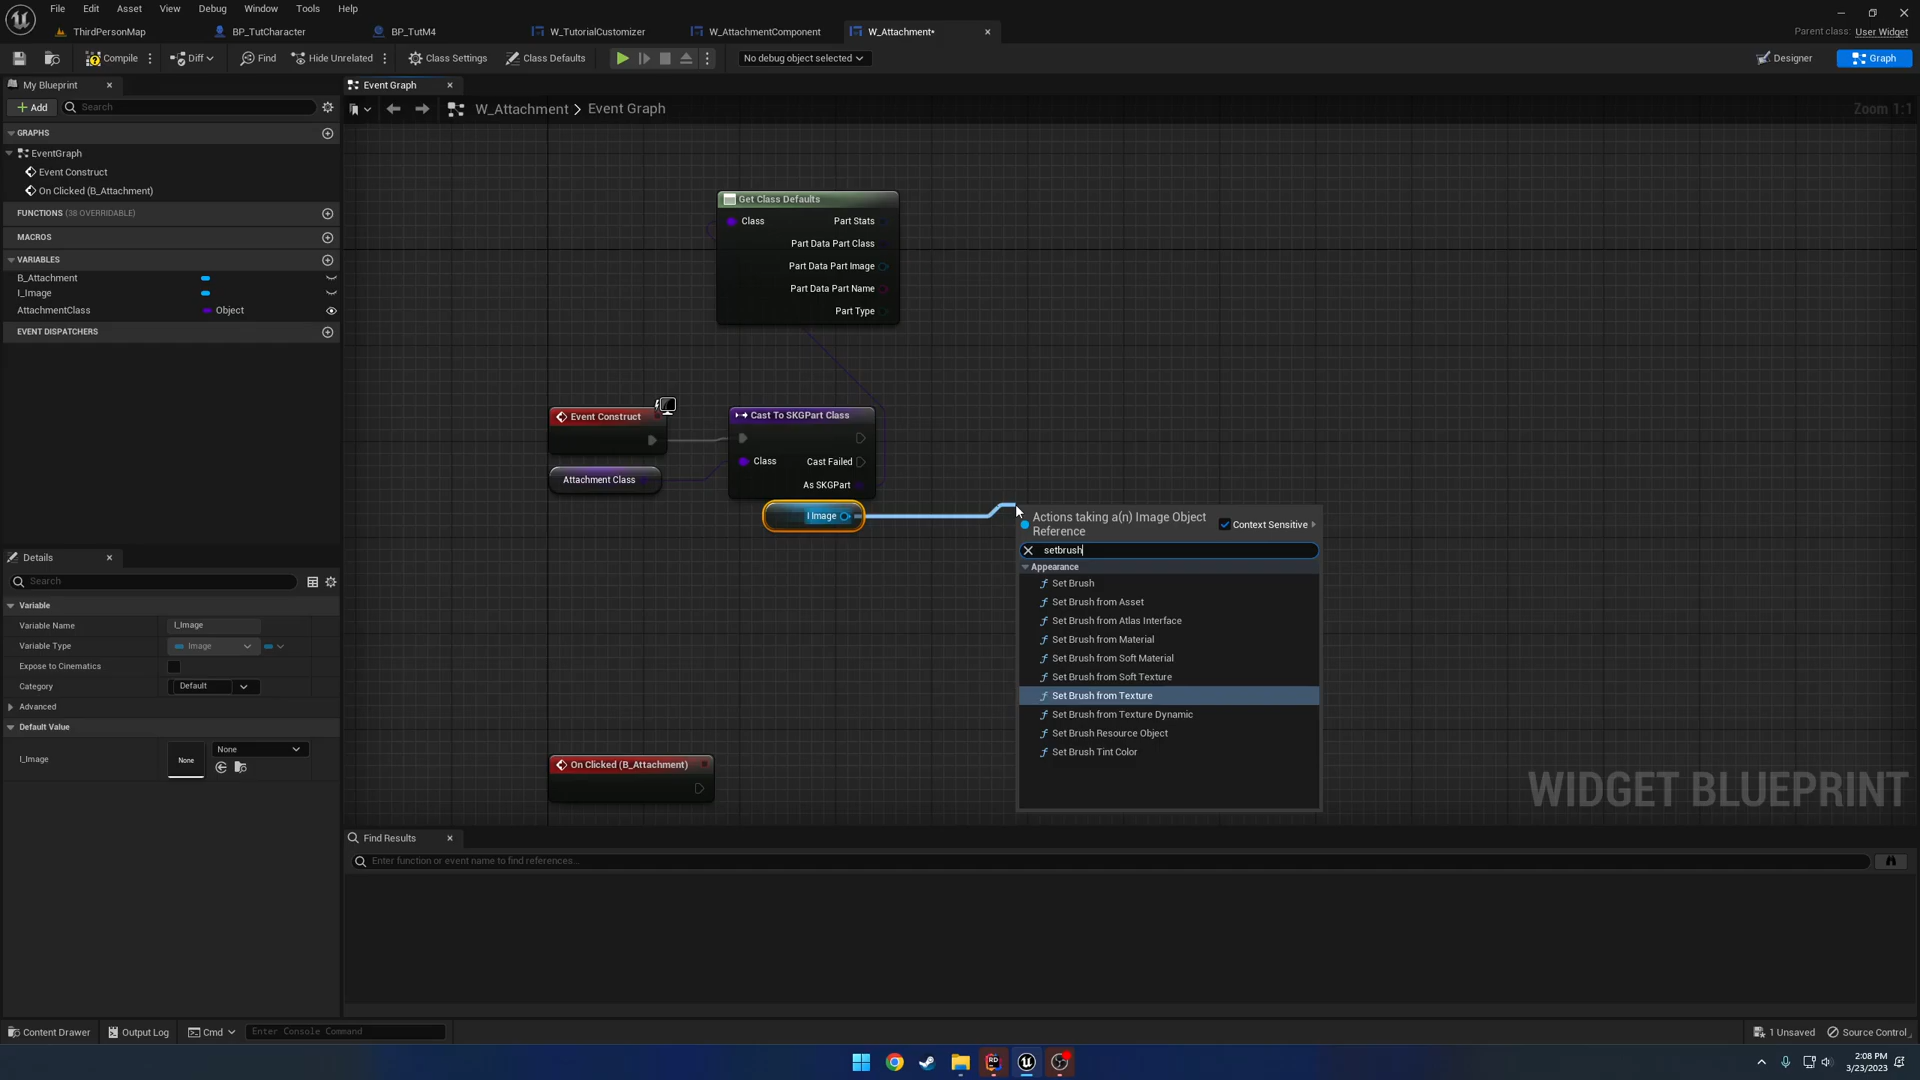 File Edit Asset View Debug Window Tools Help
ThirdPersonMap BP_TutCharacter BP_TutM4 W_TutorialCustomizer W_AttachmentComponent W_Attachment*
Parent class: User Widget
Compile Diff Find Hide Unrelated Class Settings Class Defaults No debug object selected Designer Graph
My Blueprint
Add Search
GRAPHS
EventGraph
Event Construct
On Clicked (B_Attachment)
FUNCTIONS (38 OVERRIDABLE)
MACROS
VARIABLES
B_Attachment
I_Image
AttachmentClass Object
EVENT DISPATCHERS
Details
Search
Variable
Variable Name I_Image
Variable Type Image
Expose to Cinematics
Category Default
Advanced
Default Value
I_Image None None
Event Graph
W_Attachment > Event Graph
Zoom 1:1
Get Class Defaults
Class Part Stats
Part Data Part Class
Part Data Part Image
Part Data Part Name
Part Type
Event Construct
Attachment Class
Cast To SKGPart Class
Class Cast Failed
As SKGPart
I Image
Actions taking a(n) Image Object
Reference
Context Sensitive
setbrush
Appearance
Set Brush
Set Brush from Asset
Set Brush from Atlas Interface
Set Brush from Material
Set Brush from Soft Material
Set Brush from Soft Texture
Set Brush from Texture
Set Brush from Texture Dynamic
Set Brush Resource Object
Set Brush Tint Color
On Clicked (B_Attachment)
WIDGET BLUEPRINT
Find Results
Enter function or event name to find references...
Content Drawer Output Log Cmd Enter Console Command 1 Unsaved Source Control
RD
2:08 PM
3/23/2023